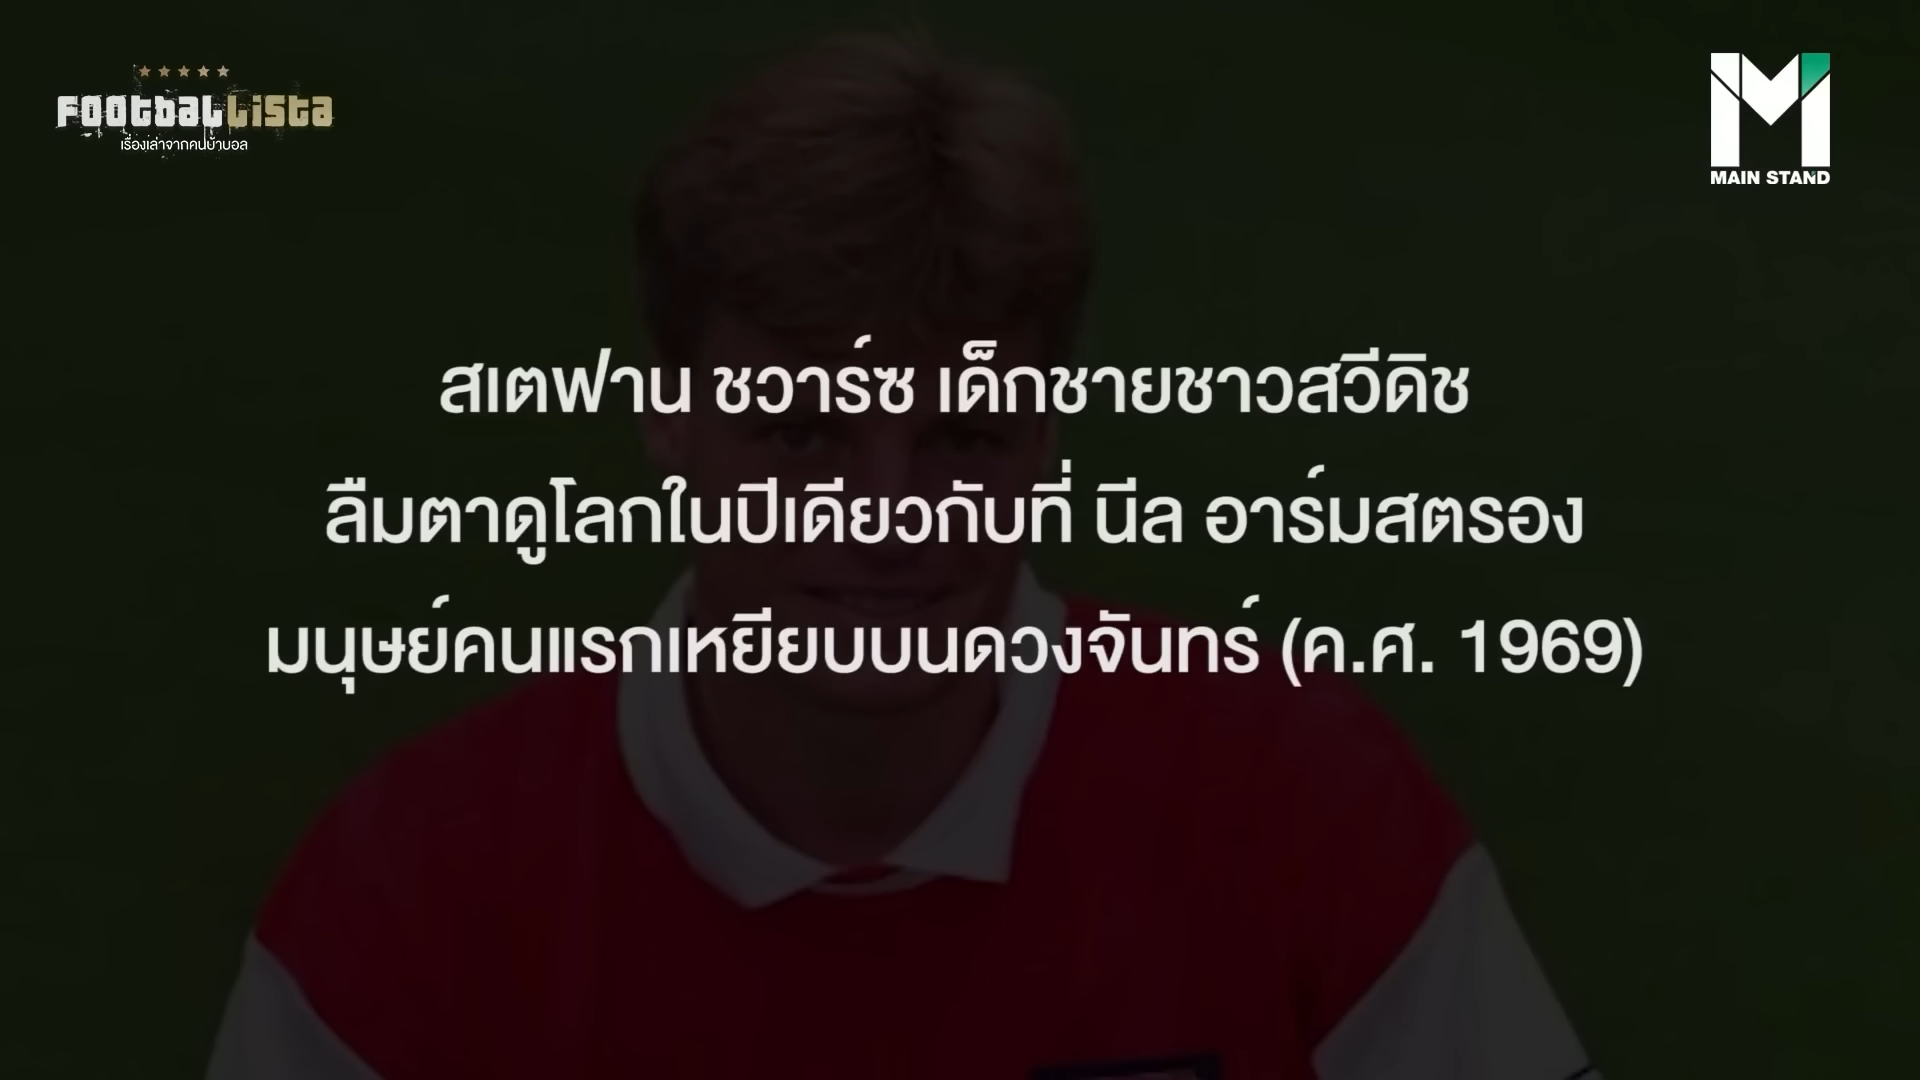 FOOtbaLLiSta
เรื่องเล่าจากคนบ้าบอล
MAIN STAND
สเตฟาน ชวาร์ซ เด็กชายชาวสวีดิช
ลืมตาดูโลกในปีเดียวกับที่ นีล อาร์มสตรอง
มนุษย์คนแรกเหยียบบนดวงจันทร์ (ค.ศ. 1969)